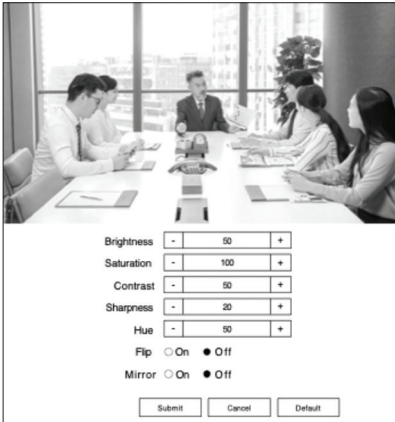 Brightness - 50 +
Saturation - 100 +
Contrast - 50 +
Sharpness - 20 +
Hue - 50 +
Flip On Off
Mirror On Off
Submit Cancel Default